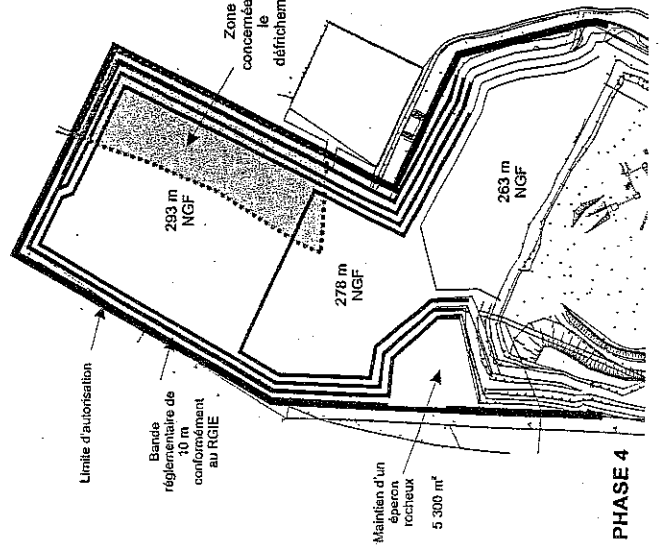 Zone
concernée
le
défrichem
293 m
NGF
278 m
NGF
263 m
NGF
Limite d'autorisation
Bande
réglementaire de
10 m
conformément
au RGIE
Maintien d'un
éperon
rocheux
5 300 m²
PHASE 4